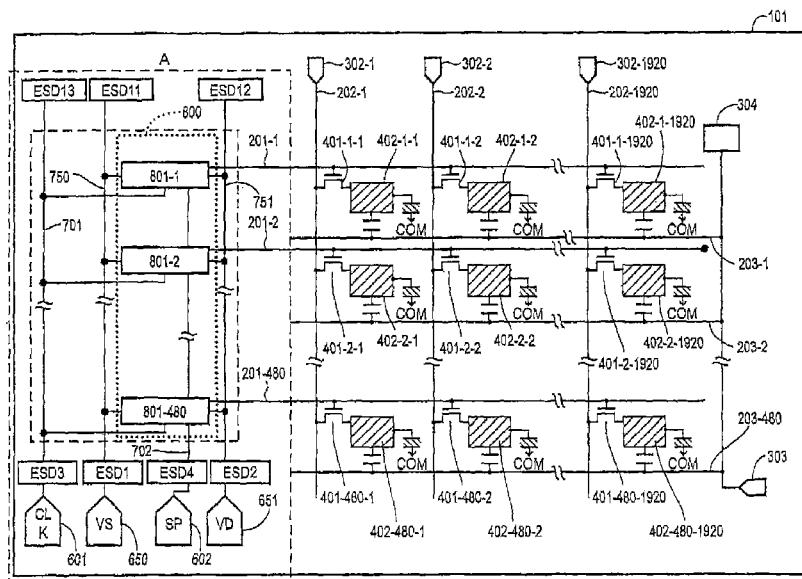 101
A
ESD13 ESD11 ESD12
600
302-1 302-2 302-1920
202-1 202-2 202-1920
304
201-1 401-1-1 402-1-1 401-1-2 402-1-2 401-1-1920 402-1-1920
750 801-1 751
701
COM COM COM
201-2
801-2
203-1
COM COM COM
401-2-1 402-2-1 401-2-2 402-2-2 401-2-1920 402-2-1920
203-2
201-480
801-480
203-480
702
COM COM COM
303
ESD3 ESD1 ESD4 ESD2
401-480-1 401-480-2 401-480-1920
402-480-1 402-480-2 402-480-1920
CL
K VS SP VD
601 650 602 651